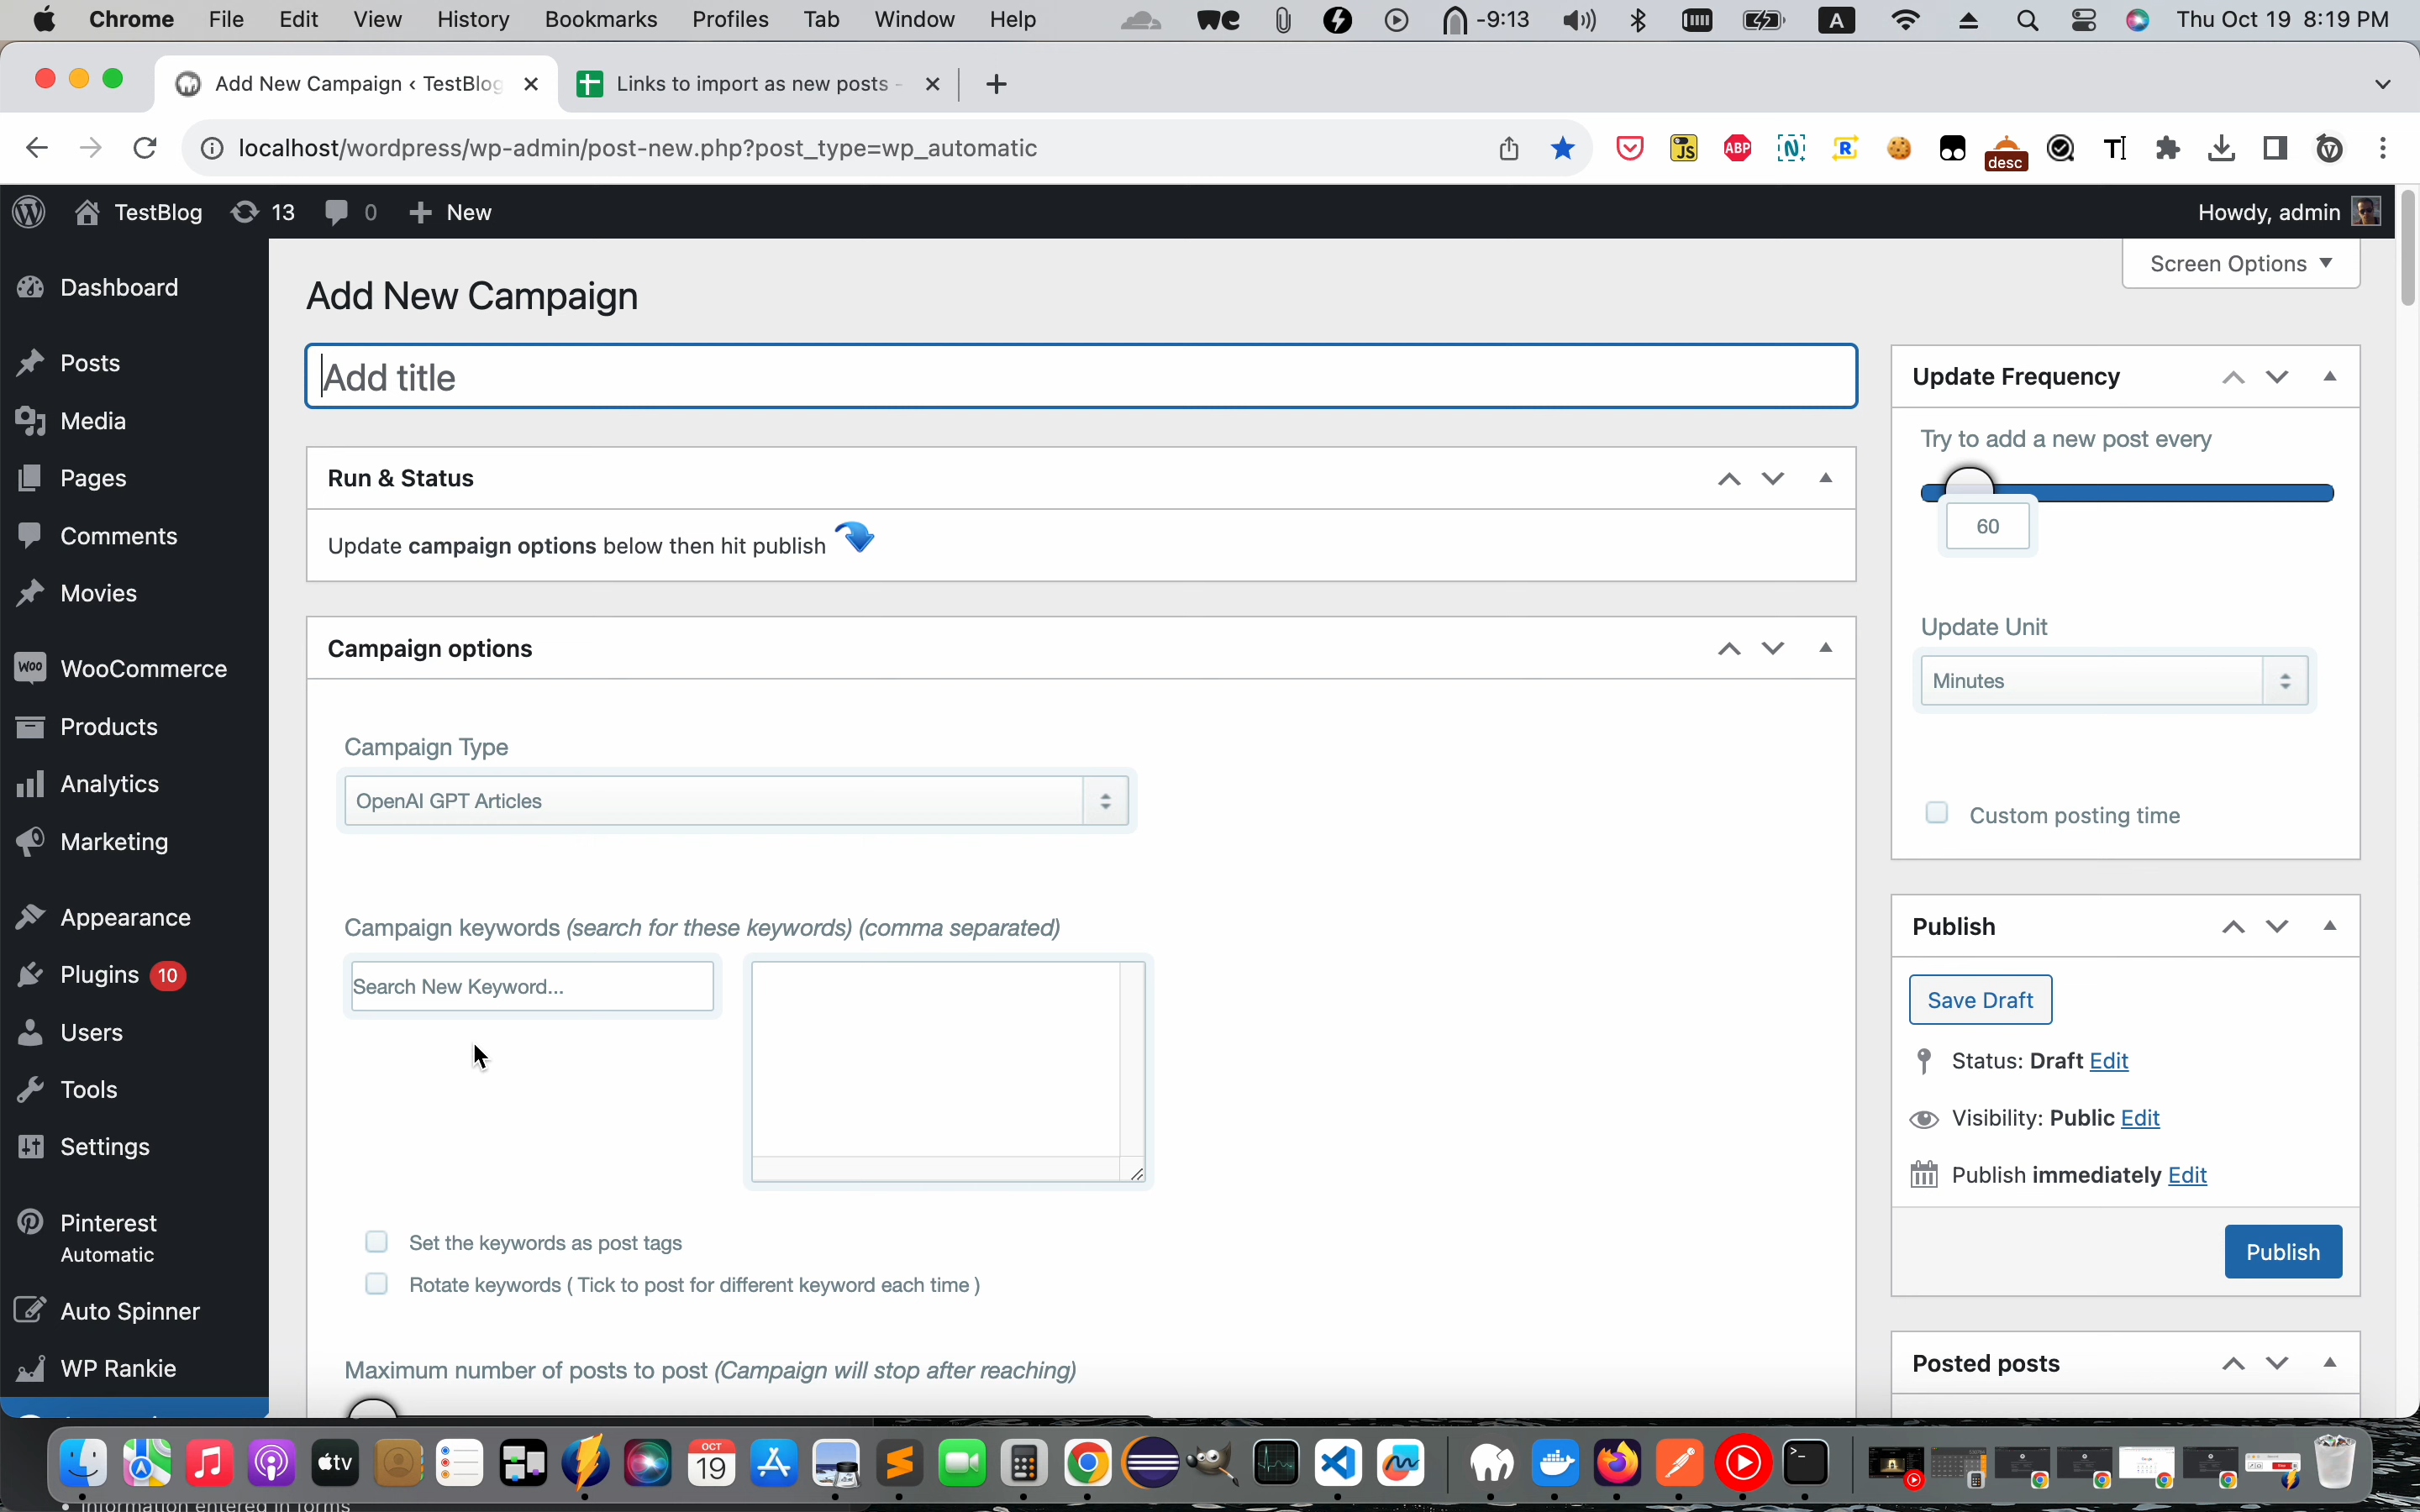 Chrome File Edit View History Bookmarks Profiles Tab Window Help -9:13 A Thu Oct 19 8:19 PM
Add New Campaign ‹ TestBlog
Links to import as new posts -
localhost/wordpress/wp-admin/post-new.php?post_type=wp_automatic
JS ABP N R desc T
TestBlog 13 0 New
Howdy, admin
Screen Options
Dashboard
Posts
Media
Pages
Comments
Movies
WooCommerce
Products
Analytics
Marketing
Appearance
Plugins 10
Users
Tools
Settings
Pinterest
Automatic
Auto Spinner
WP Rankie
Add New Campaign
Add title
Run & Status
Update campaign options below then hit publish
Campaign options
Campaign Type
OpenAI GPT Articles
Campaign keywords (search for these keywords) (comma separated)
Search New Keyword...
Set the keywords as post tags
Rotate keywords ( Tick to post for different keyword each time )
Maximum number of posts to post (Campaign will stop after reaching)
Update Frequency
Try to add a new post every
60
Update Unit
Minutes
Custom posting time
Publish
Save Draft
Status: Draft Edit
Visibility: Public Edit
Publish immediately Edit
Publish
Posted posts
tv
OCT
19
Information entered in forms